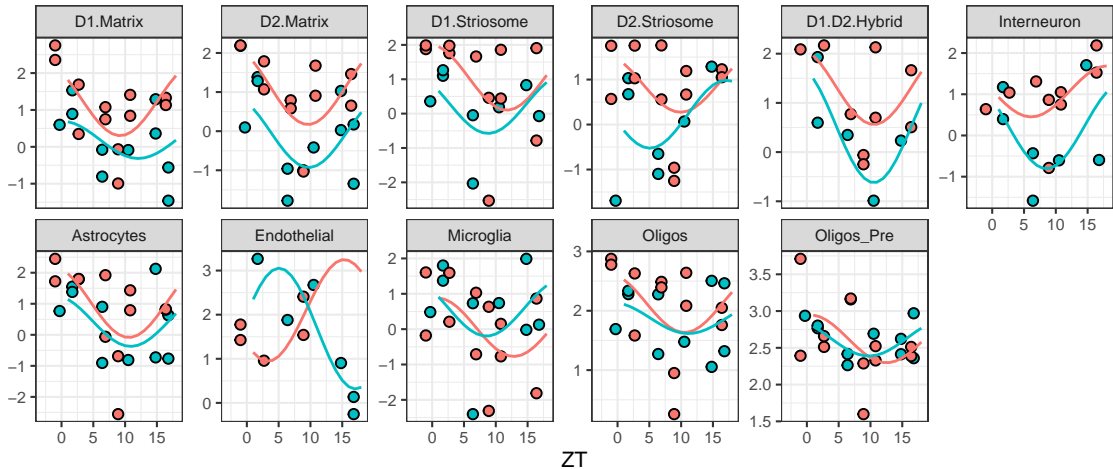 D1.Matrix D2.Matrix D1.Striosome D2.Striosome D1.D2.Hybrid Interneuron
2 1 0 −1
2 1 0 −1
2 1 0 −1 −2
2 1 0 −1
2 1 0 −1
2 1 0 −1
0 5 10 15
Astrocytes Endothelial Microglia Oligos Oligos_Pre
2 1 0 −1 −2
3 2 1 0
2 1 0 −1 −2
3 2 1 0
3.5 3.0 2.5 2.0 1.5
0 5 10 15 0 5 10 15 0 5 10 15 0 5 10 15 0 5 10 15
ZT